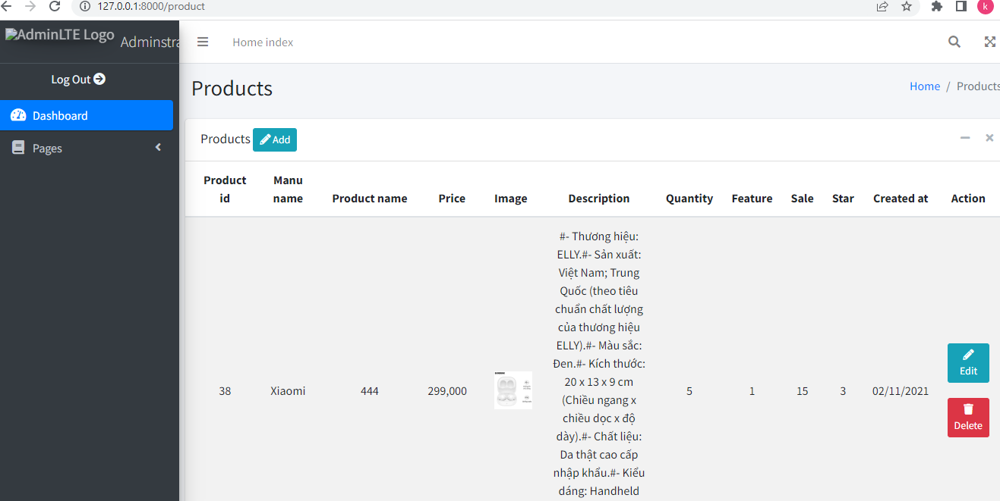 127.0.0.1:8000/product
k
AdminLTE Logo
Adminstra
Home index
Log Out
Dashboard
Pages
Products
Home / Products
Products Add
Product id
Manu name
Product name
Price
Image
Description
Quantity
Feature
Sale
Star
Created at
Action
38
Xiaomi
444
299,000
#- Thương hiệu:
ELLY.#- Sản xuất:
Việt Nam; Trung
Quốc (theo tiêu
chuẩn chất lượng
của thương hiệu
ELLY).#- Màu sắc:
Đen.#- Kích thước:
20 x 13 x 9 cm
(Chiều ngang x
chiều dọc x độ
dày).#- Chất liệu:
Da thật cao cấp
nhập khẩu.#- Kiểu
dáng: Handheld
5
1
15
3
02/11/2021
Edit
Delete